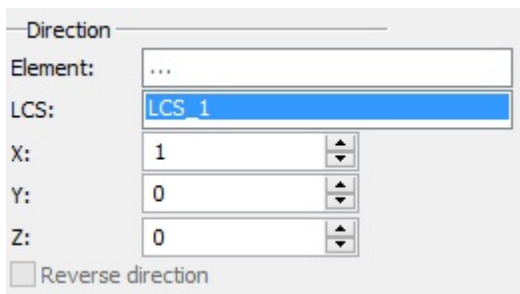 Direction
Element: ...
LCS: LCS_1
X: 1
Y: 0
Z: 0
Reverse direction